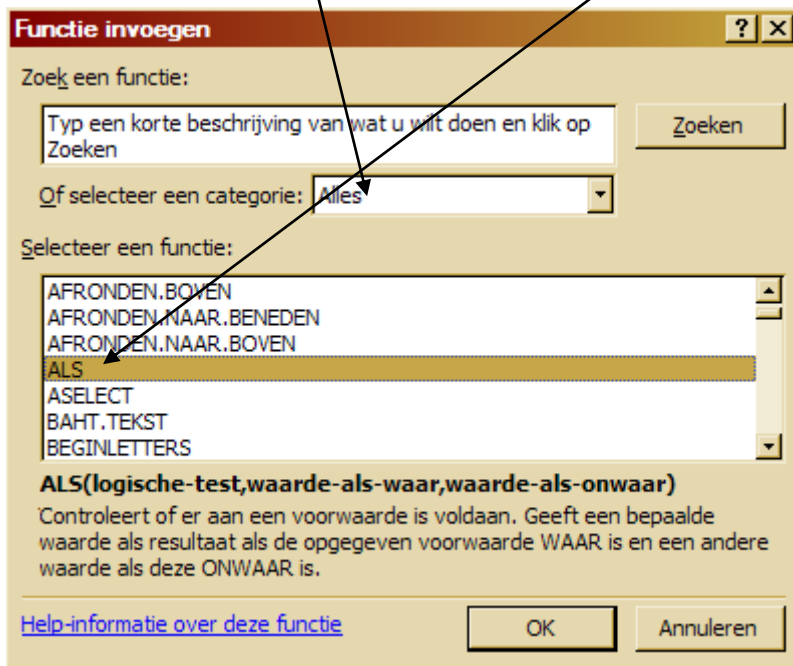 Functie invoegen
Zoek een functie:
Typ een korte beschrijving van wat u wilt doen en klik op
Zoeken
Zoeken
Of selecteer een categorie: Alles
Selecteer een functie:
AFRONDEN.BOVEN
AFRONDEN.NAAR.BENEDEN
AFRONDEN.NAAR.BOVEN
ALS
ASELECT
BAHT.TEKST
BEGINLETTERS
ALS(logische-test,waarde-als-waar,waarde-als-onwaar)
Controleert of er aan een voorwaarde is voldaan. Geeft een bepaalde
waarde als resultaat als de opgegeven voorwaarde WAAR is en een andere
waarde als deze ONWAAR is.
Help-informatie over deze functie
OK
Annuleren